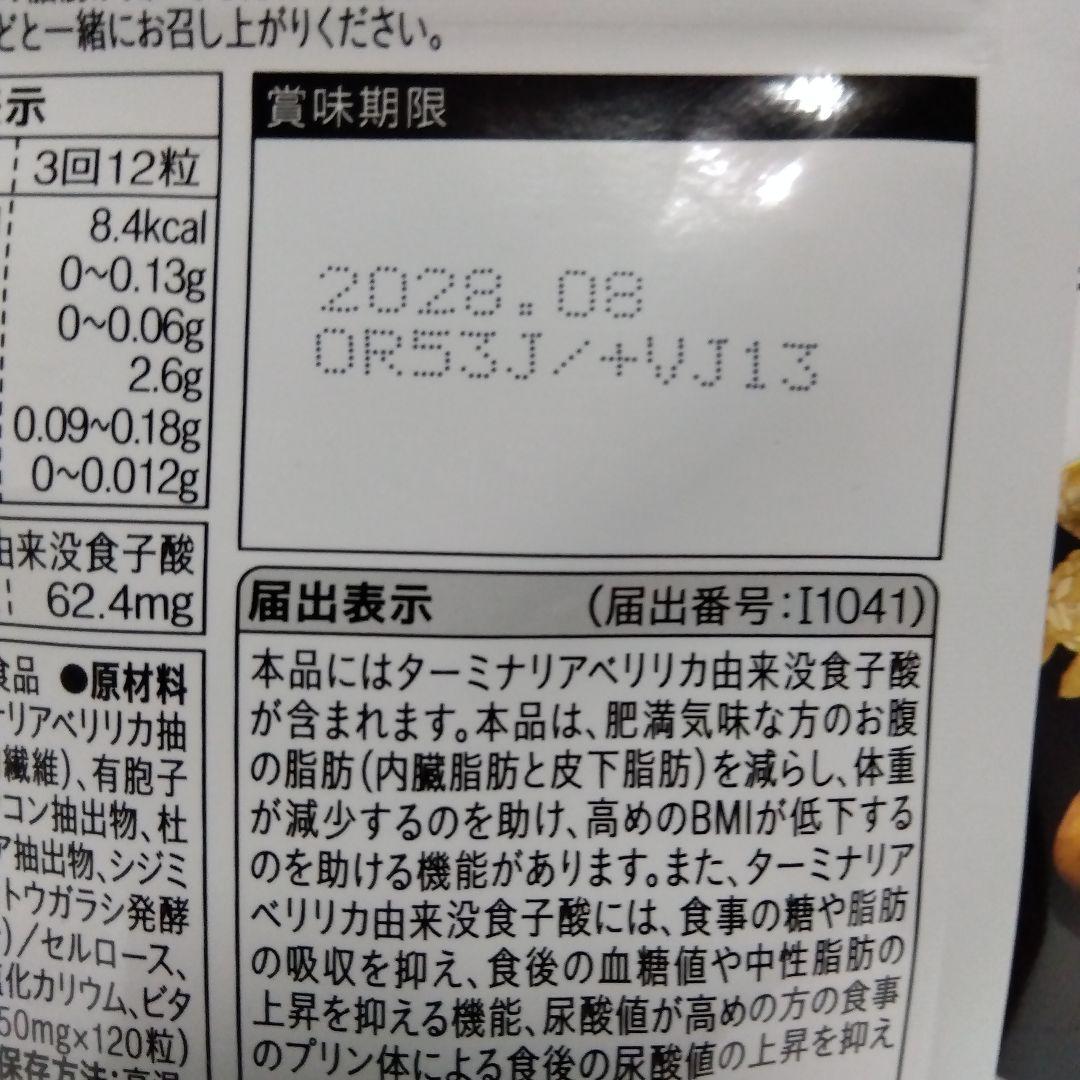 どと一緒にお召し上がりください。
示
3回12粒
8.4kcal
0~0.13g
0~0.06g
2.6g
0.09~0.18g
0~0.012g
由来没食子酸
62.4mg
食品 ●原材料
ナリアベリリカ抽
繊維)、有胞子
コン抽出物、杜
ア抽出物、シジミ
トウガラシ発酵
)/セルロース、
化カリウム、ビタ
50mg×120粒)
保存方法:高温
賞味期限
2028.08
OR53J/+VJ13
届出表示 (届出番号:I1041)
本品にはターミナリアベリリカ由来没食子酸
が含まれます。本品は、肥満気味な方のお腹
の脂肪(内臓脂肪と皮下脂肪)を減らし、体重
が減少するのを助け、高めのBMIが低下する
のを助ける機能があります。また、ターミナリア
ベリリカ由来没食子酸には、食事の糖や脂肪
の吸収を抑え、食後の血糖値や中性脂肪の
上昇を抑える機能、尿酸値が高めの方の食事
のプリン体による食後の尿酸値の上昇を抑え